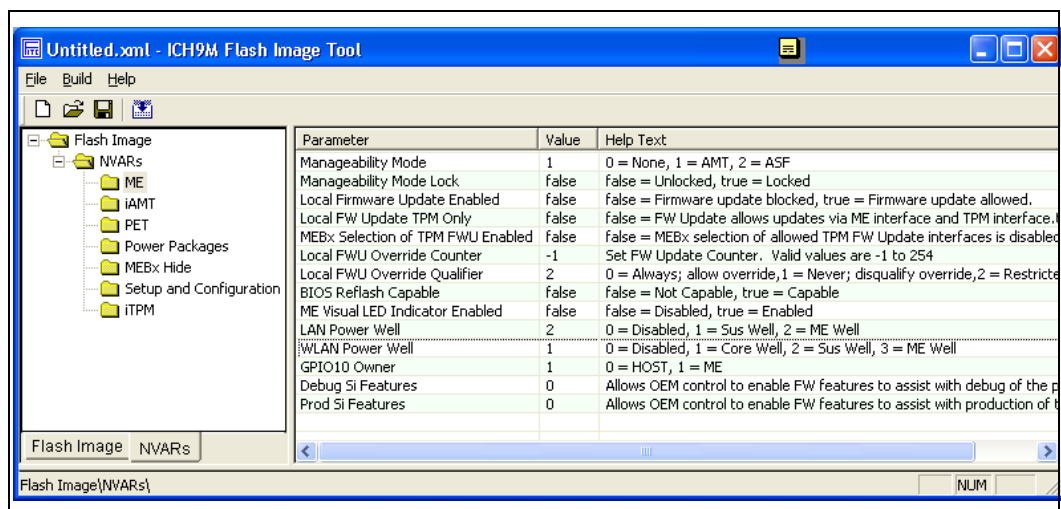 Untitled.xml - ICH9M Flash Image Tool
File Build Help
Flash Image
NVARs
ME
iAMT
PET
Power Packages
MEBx Hide
Setup and Configuration
iTPM
Flash Image NVARs
Parameter Value Help Text
Manageability Mode 1 0 = None, 1 = AMT, 2 = ASF
Manageability Mode Lock false false = Unlocked, true = Locked
Local Firmware Update Enabled false false = Firmware update blocked, true = Firmware update allowed.
Local FW Update TPM Only false false = FW Update allows updates via ME interface and TPM interface.
MEBx Selection of TPM FWU Enabled false false = MEBx selection of allowed TPM FW Update interfaces is disabled
Local FWU Override Counter -1 Set FW Update Counter. Valid values are -1 to 254
Local FWU Override Qualifier 2 0 = Always; allow override,1 = Never; disqualify override,2 = Restricte
BIOS Reflash Capable false false = Not Capable, true = Capable
ME Visual LED Indicator Enabled false false = Disabled, true = Enabled
LAN Power Well 2 0 = Disabled, 1 = Sus Well, 2 = ME Well
WLAN Power Well 1 0 = Disabled, 1 = Core Well, 2 = Sus Well, 3 = ME Well
GPIO10 Owner 1 0 = HOST, 1 = ME
Debug Si Features 0 Allows OEM control to enable FW features to assist with debug of the p
Prod Si Features 0 Allows OEM control to enable FW features to assist with production of t
Flash Image\NVARs\ NUM